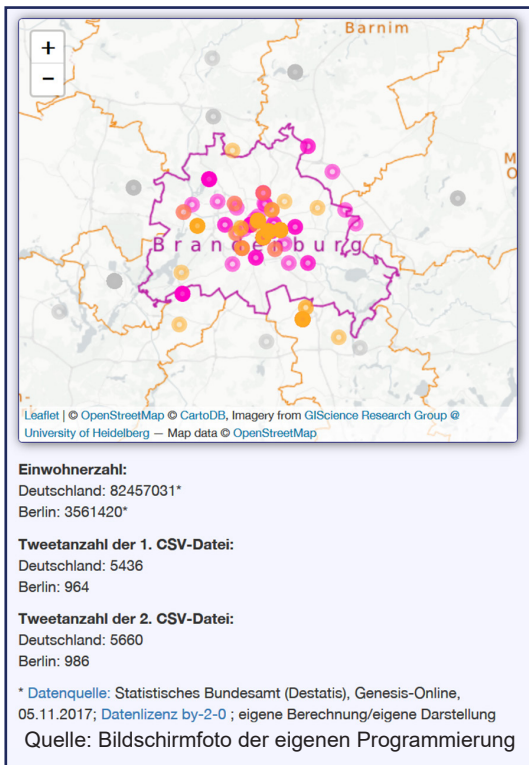 +
−
Barnim
M
O
Brandenburg
Leaflet | © OpenStreetMap © CartoDB, Imagery from GIScience Research Group @
University of Heidelberg — Map data © OpenStreetMap
Einwohnerzahl:
Deutschland: 82457031*
Berlin: 3561420*
Tweetanzahl der 1. CSV-Datei:
Deutschland: 5436
Berlin: 964
Tweetanzahl der 2. CSV-Datei:
Deutschland: 5660
Berlin: 986
* Datenquelle: Statistisches Bundesamt (Destatis), Genesis-Online,
05.11.2017; Datenlizenz by-2-0 ; eigene Berechnung/eigene Darstellung
Quelle: Bildschirmfoto der eigenen Programmierung